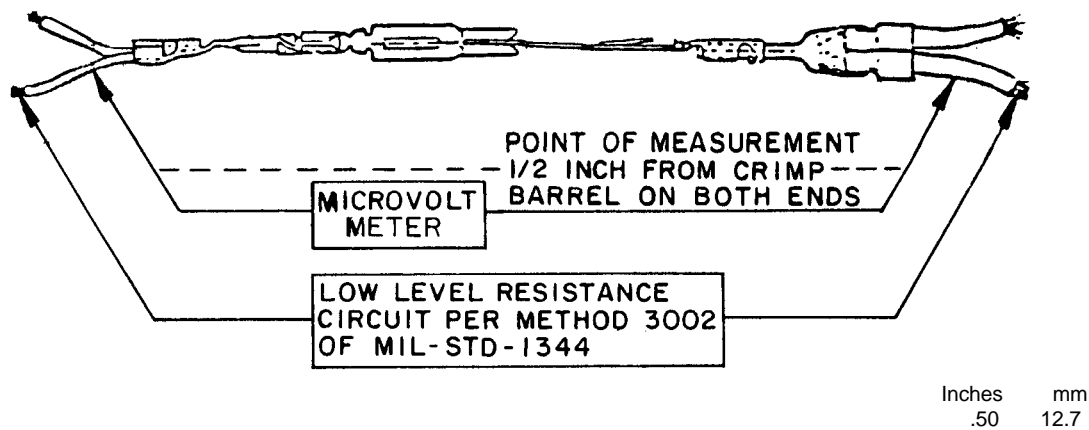 POINT OF MEASUREMENT
1/2 INCH FROM CRIMP
BARREL ON BOTH ENDS
MICROVOLT
METER
LOW LEVEL RESISTANCE
CIRCUIT PER METHOD 3002
OF MIL-STD-1344
Inches mm
.50 12.7